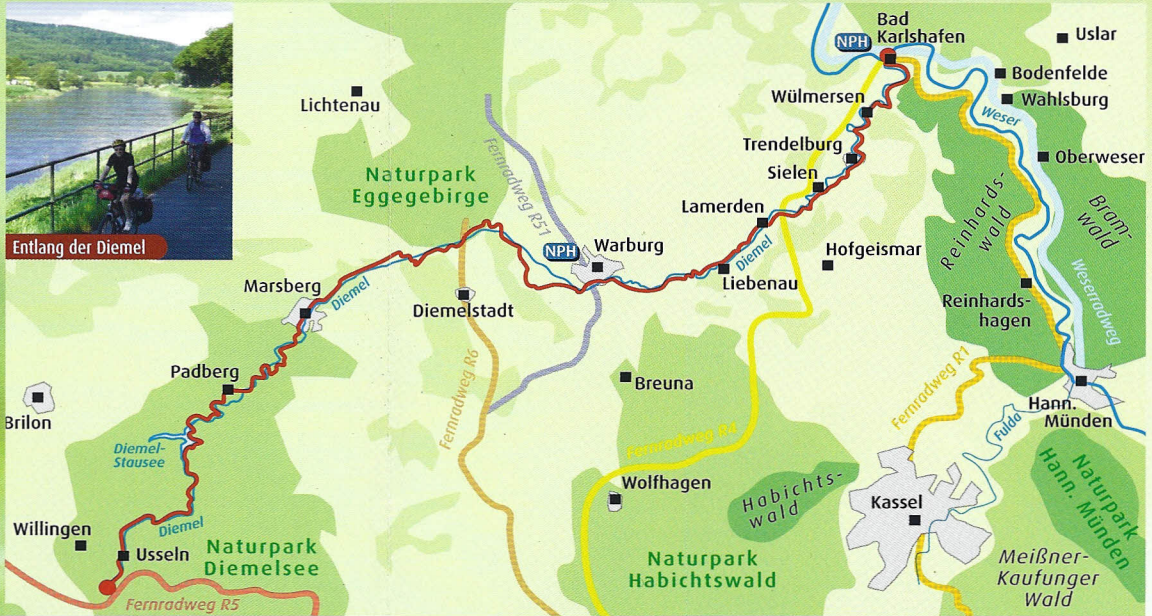 Entlang der Diemel
Lichtenau
Naturpark
Eggegebirge
Fernradweg R51
NPH
Bad
Karlshafen
Uslar
Bodenfelde
Wahlsburg
Wülmersen
Weser
Trendelburg
Oberweser
Sielen
Lamerden
Reinhards-
wald
Bram-
wald
NPH
Warburg
Diemel
Hofgeismar
Liebenau
Reinhards-
hagen
Weserradweg
Marsberg
Diemel
Diemelstadt
Padberg
Fernradweg R6
Breuna
Fernradweg R1
Brilon
Hann.
Münden
Fulda
Diemel-
Stausee
Fernradweg R4
Wolfhagen
Habichts-
wald
Kassel
Naturpark
Hann. Münden
Willingen
Diemel
Usseln
Naturpark
Diemelsee
Naturpark
Habichtswald
Meißner-
Kaufunger
Wald
Fernradweg R5